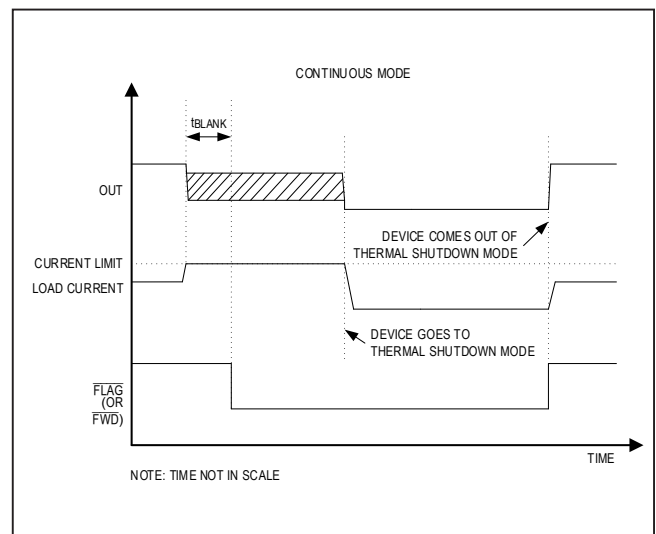 CONTINUOUS MODE
tBLANK
OUT
DEVICE COMES OUT OF
THERMAL SHUTDOWN MODE
CURRENT LIMIT
LOAD CURRENT
DEVICE GOES TO
THERMAL SHUTDOWN MODE
FLAG
(OR
FWD)
TIME
NOTE: TIME NOT IN SCALE